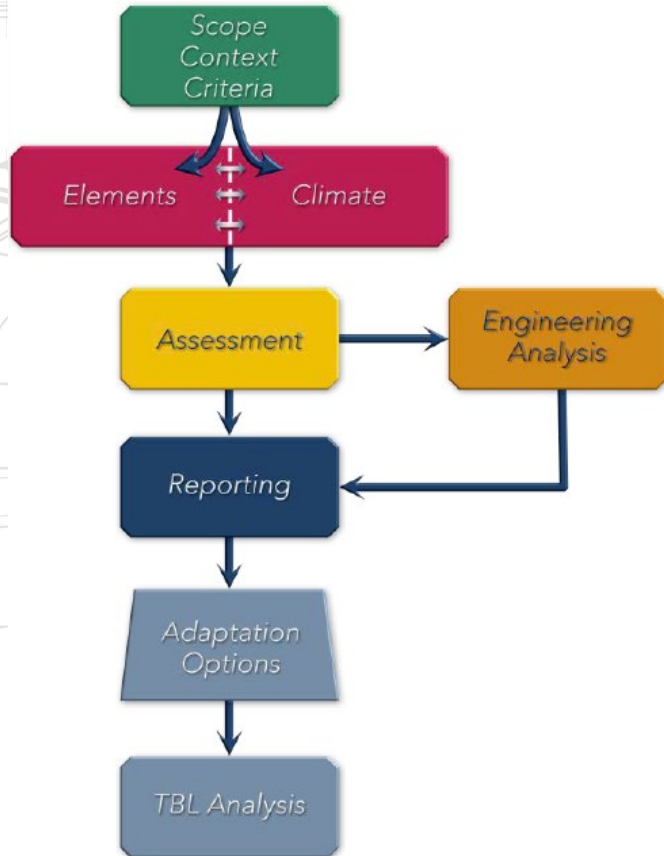 Scope
Context
Criteria
Elements
Climate
Assessment
Engineering
Analysis
Reporting
Adaptation
Options
TBL Analysis